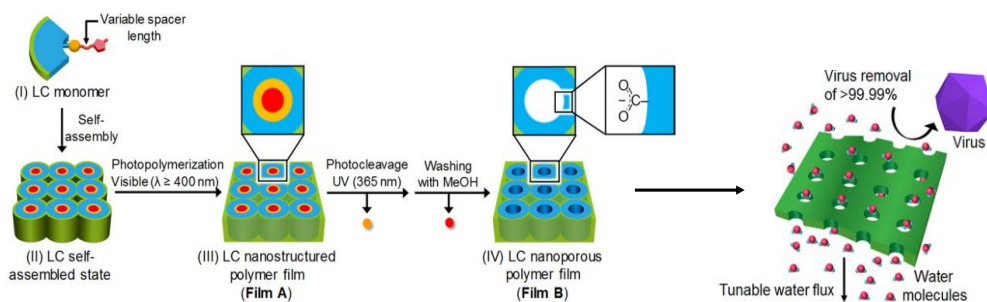 Variable spacer
length
(I) LC monomer
Self-
assembly
(II) LC self-
assembled state
Photopolymerization
Visible (λ ≥ 400 nm)
(III) LC nanostructured
polymer film
(Film A)
Photocleavage
UV (365 nm)
Washing
with MeOH
O
- C-
O
(IV) LC nanoporous
polymer film
(Film B)
Virus removal
of >99.99%
Virus
Tunable water flux
Water
molecules